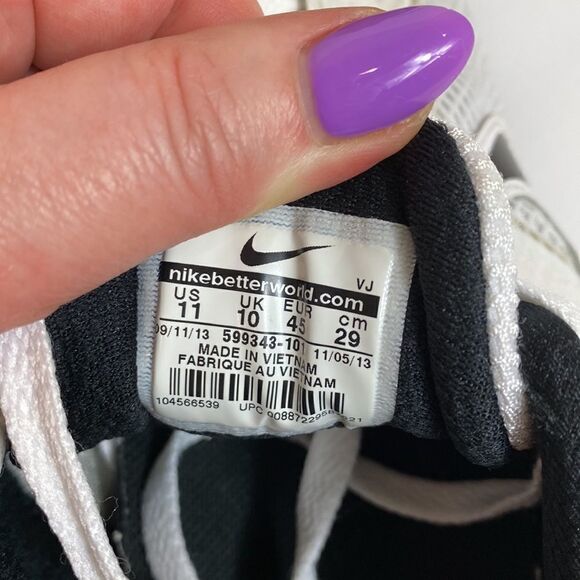 VJ
nikebetterworld.com
US UK EUR cm
11 10 45 29
09/11/13 599343-101 11/05/13
MADE IN VIETNAM
FABRIQUE AU VIETNAM
104566539 UPC